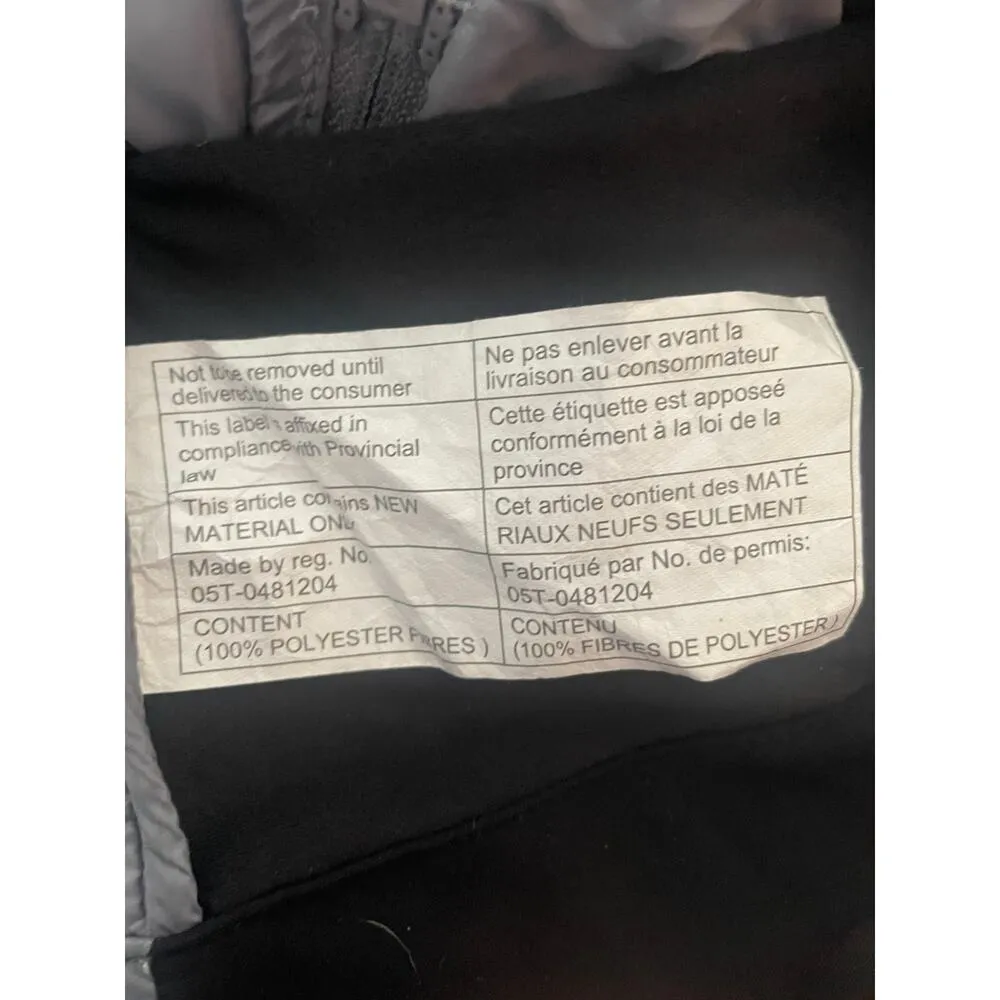 Not to be removed until
delivered to the consumer
Ne pas enlever avant la
livraison au consommateur
This label affixed in
compliance with Provincial
law
Cette étiquette est apposeé
conformément à la loi de la
province
This article contains NEW
MATERIAL ONLY
Cet article contient des MATÉ
RIAUX NEUFS SEULEMENT
Made by reg. No
05T-0481204
Fabriqué par No. de permis:
05T-0481204
CONTENT
(100% POLYESTER FIBRES )
CONTENU
(100% FIBRES DE POLYESTER )